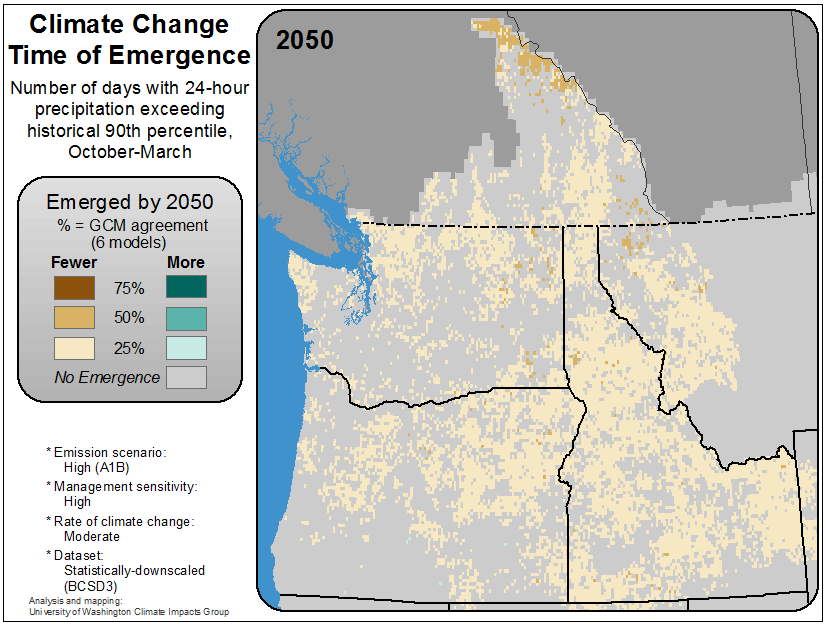 Climate Change
Time of Emergence
Number of days with 24-hour
precipitation exceeding
historical 90th percentile,
October-March
2050
Emerged by 2050
% = GCM agreement
(6 models)
Fewer More
75%
50%
25%
No Emergence
* Emission scenario:
High (A1B)
* Management sensitivity:
High
* Rate of climate change:
Moderate
* Dataset:
Statistically-downscaled
(BCSD3)
Analysis and mapping:
University of Washington Climate Impacts Group